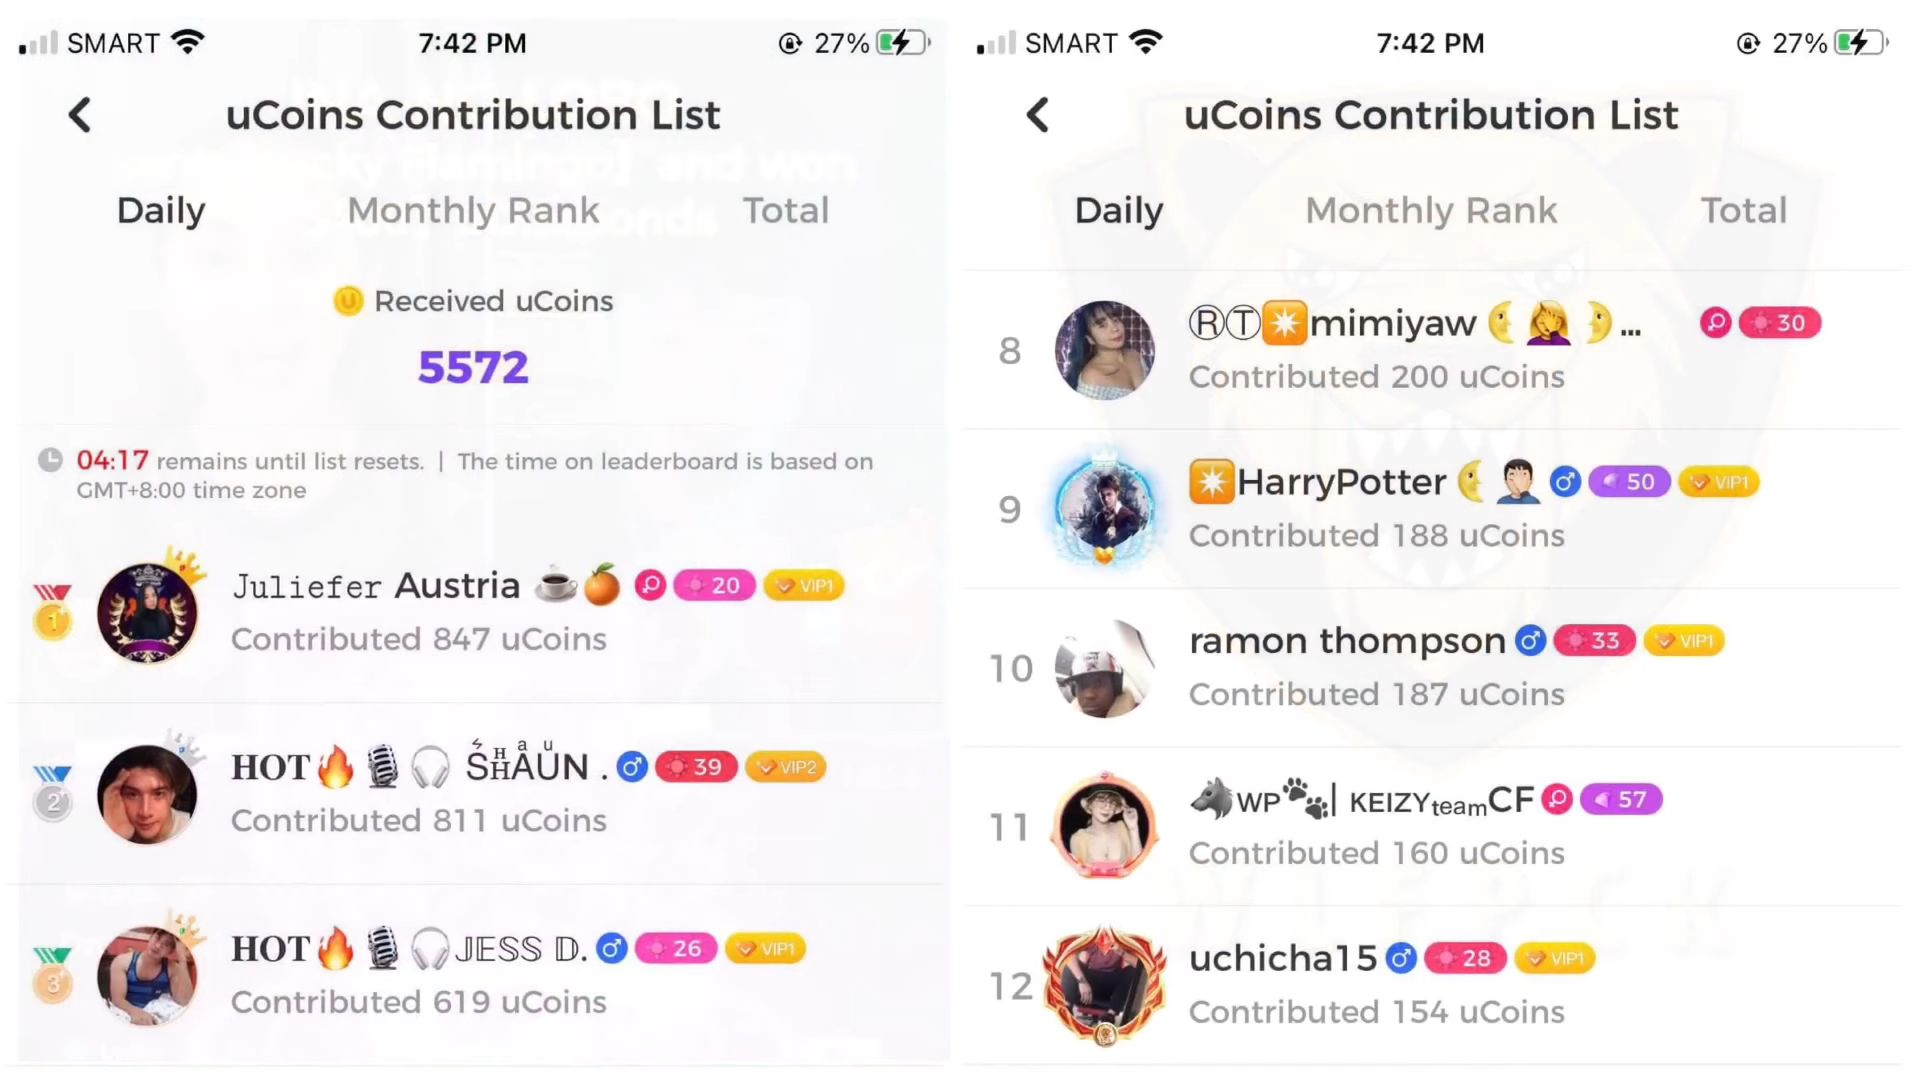 SMART 7:42 PM 27%
uCoins Contribution List
Daily Monthly Rank Total
Received uCoins
5572
04:17 remains until list resets. | The time on leaderboard is based on
GMT+8:00 time zone
1 𝙹𝚞𝚕𝚒𝚎𝚏𝚎𝚛 Austria ☕🍊 20 VIP1
Contributed 847 uCoins
2 𝐇𝐎𝐓🔥🎙️🎧 SᷤʜͪAͣUͧN . 39 VIP2
Contributed 811 uCoins
3 𝐇𝐎𝐓🔥🎙️🎧𝕁𝔼𝕊𝕊 𝔻. 26 VIP1
Contributed 619 uCoins
SMART 7:42 PM 27%
uCoins Contribution List
Daily Monthly Rank Total
8 ⓇⓉ✴️mimiyaw🌛🤦‍♀️🌛... 30
Contributed 200 uCoins
9 ✴️HarryPotter🌛🤦🏻‍♂️ 50 VIP1
Contributed 188 uCoins
10 ramon thompson 33 VIP1
Contributed 187 uCoins
11 🐺ᴡᴘ🐾| ᴋᴇɪᴢʏₜₑₐₘCF 57
Contributed 160 uCoins
12 uchicha15 28 VIP1
Contributed 154 uCoins